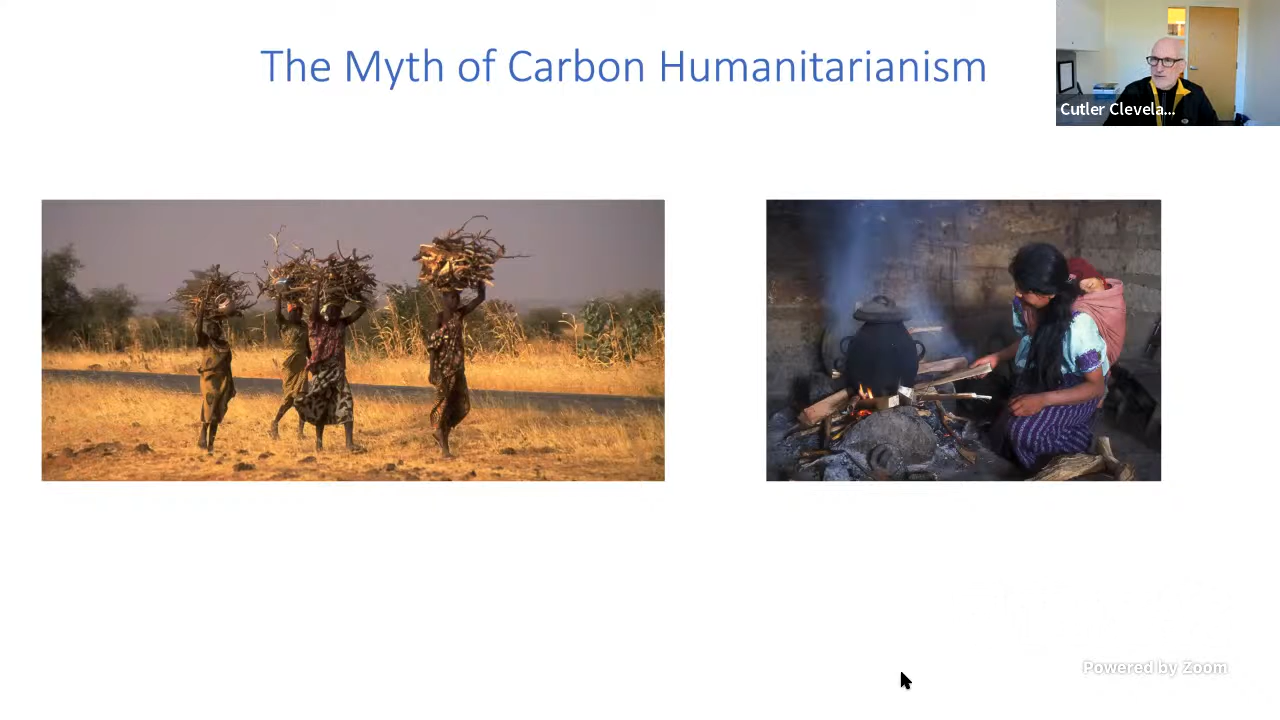 The Myth of Carbon Humanitarianism
Cutler Clevela...
Powered by Zoom